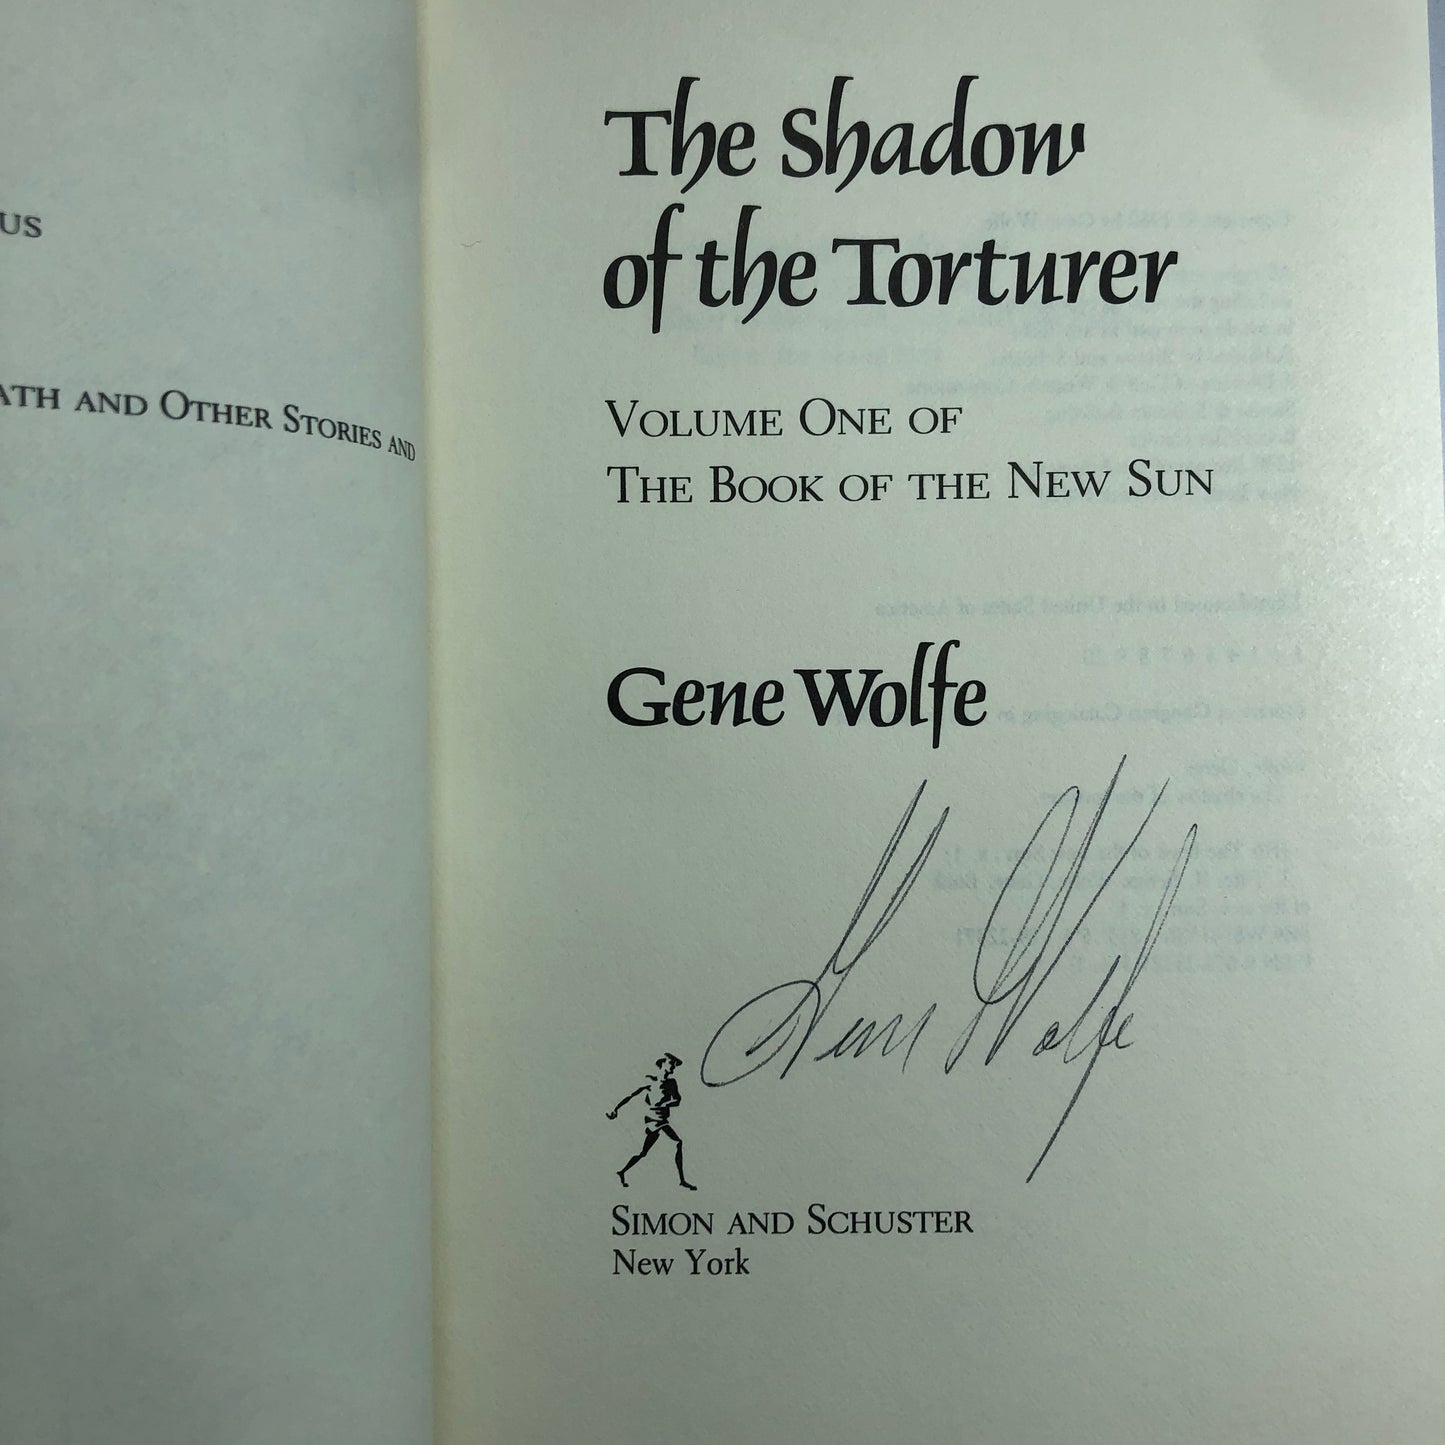 US
ATH AND OTHER STORIES AND
The Shadow
of the Torturer
VOLUME ONE OF
THE BOOK OF THE NEW SUN
Gene Wolfe
Gene Wolfe
SIMON AND SCHUSTER
New York